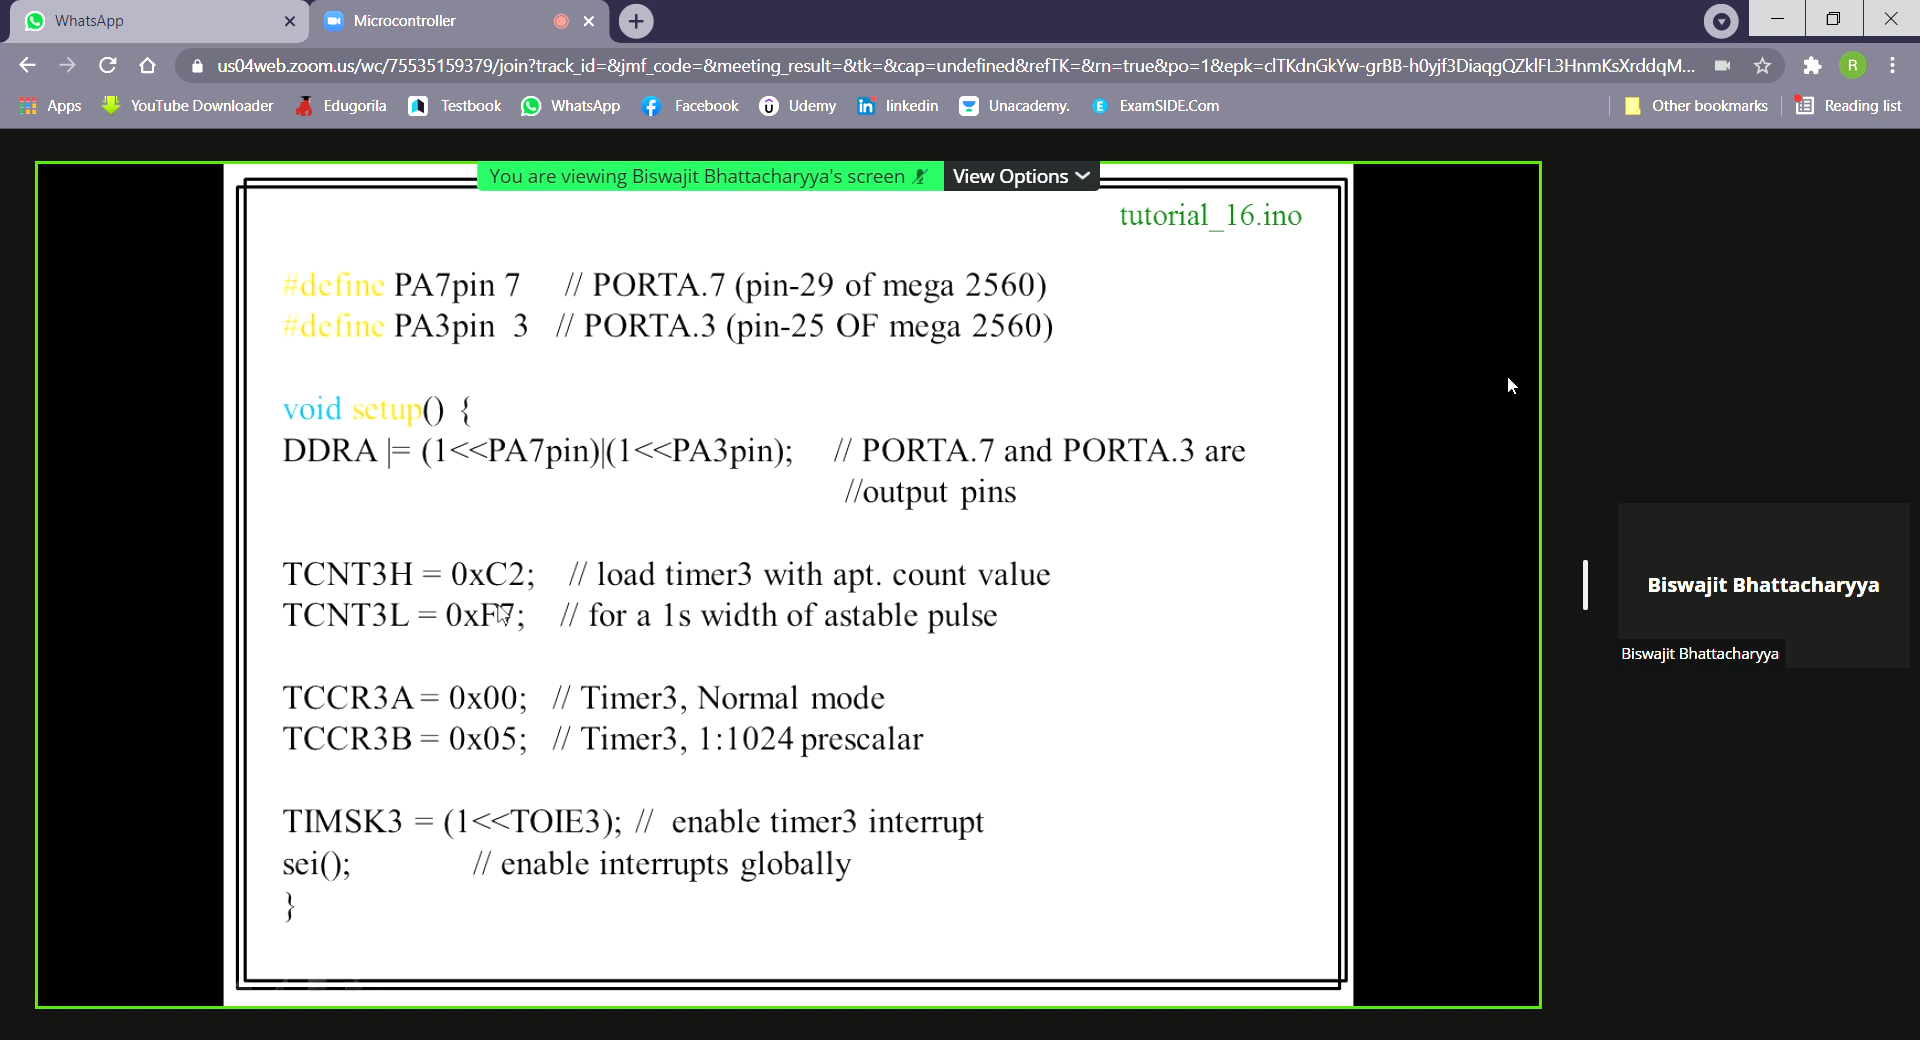 WhatsApp
Microcontroller
us04web.zoom.us/wc/75535159379/join?track_id=&jmf_code=&meeting_result=&tk=&cap=undefined&refTK=&rn=true&po=1&epk=clTKdnGkYw-grBB-h0yjf3DiaqgQZklFL3HnmKsXrddqM...
R
Apps YouTube Downloader Edugorila Testbook WhatsApp Facebook Udemy linkedin Unacademy. ExamSIDE.Com Other bookmarks Reading list
You are viewing Biswajit Bhattacharyya's screen View Options
tutorial_16.ino
#define PA7pin 7 // PORTA.7 (pin-29 of mega 2560)
#define PA3pin 3 // PORTA.3 (pin-25 OF mega 2560)
void setup() {
DDRA |= (1<<PA7pin)|(1<<PA3pin); // PORTA.7 and PORTA.3 are
//output pins
TCNT3H = 0xC2; // load timer3 with apt. count value
TCNT3L = 0xF7; // for a 1s width of astable pulse
TCCR3A = 0x00; // Timer3, Normal mode
TCCR3B = 0x05; // Timer3, 1:1024 prescalar
TIMSK3 = (1<<TOIE3); // enable timer3 interrupt
sei(); // enable interrupts globally
}
Biswajit Bhattacharyya
Biswajit Bhattacharyya